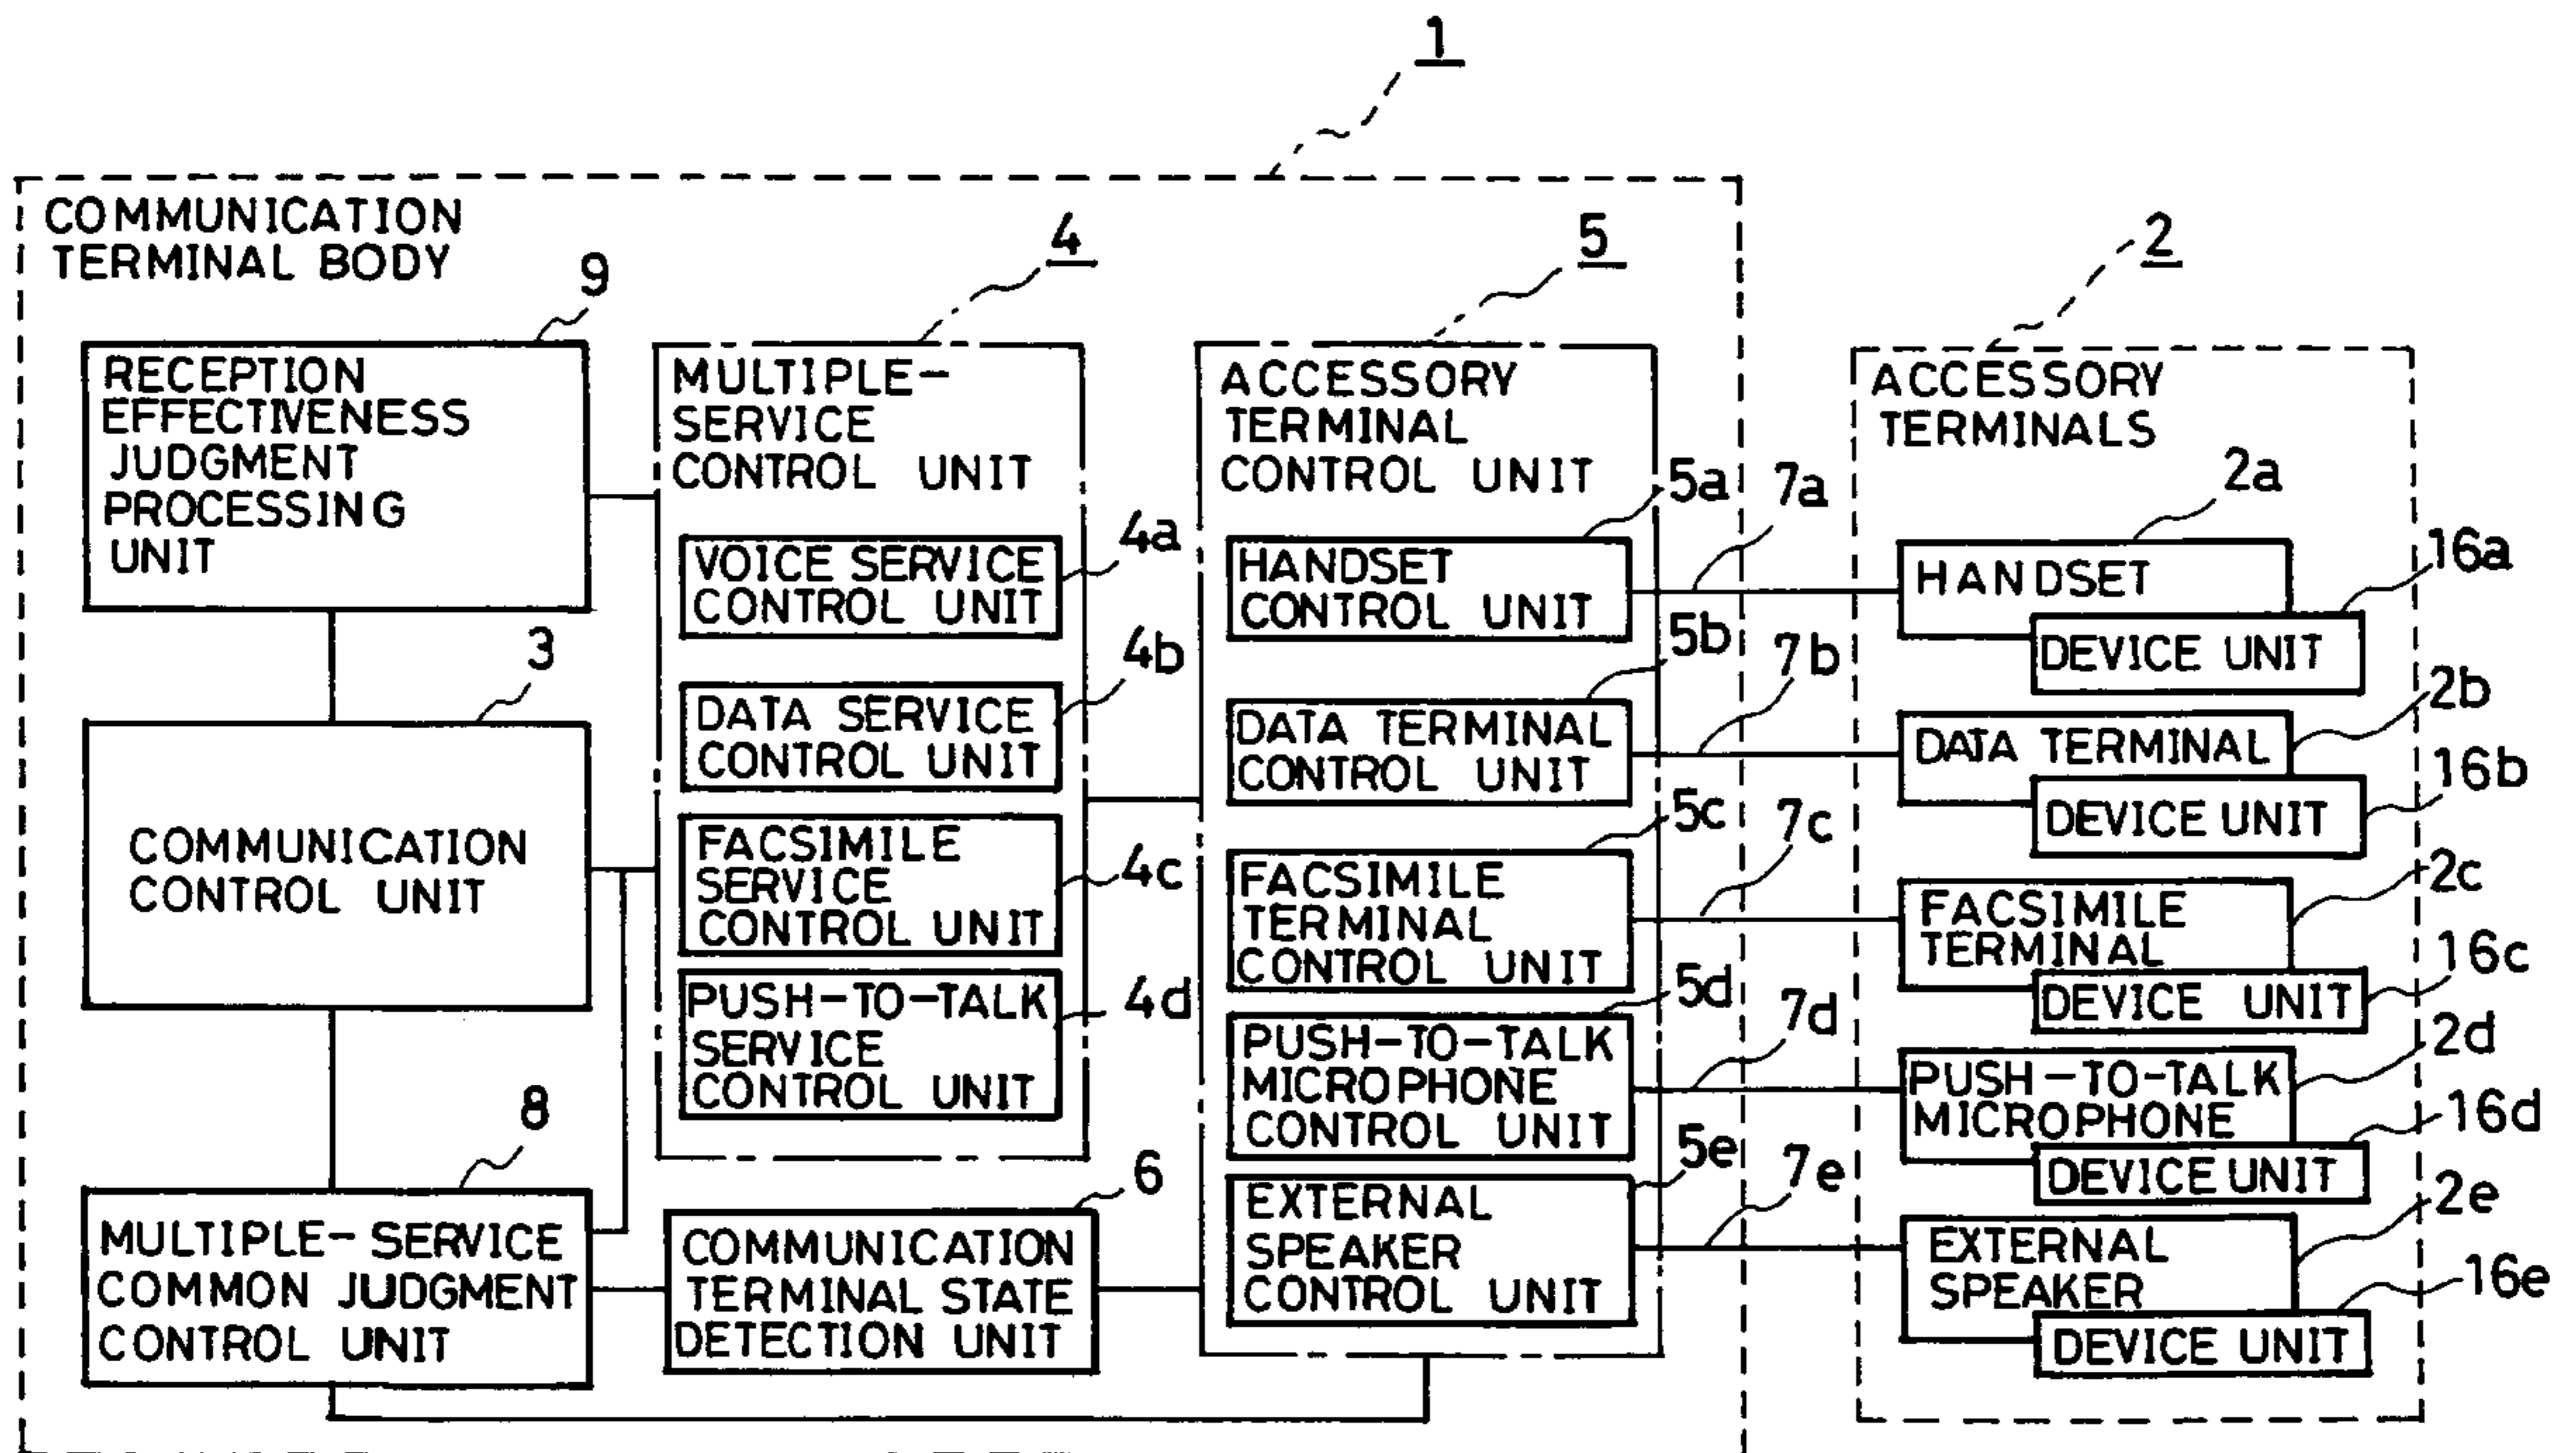 1
COMMUNICATION
TERMINAL BODY
9
4
5
2
RECEPTION
EFFECTIVENESS
JUDGMENT
PROCESSING
UNIT
3
COMMUNICATION
CONTROL UNIT
8
MULTIPLE-SERVICE
COMMON JUDGMENT
CONTROL UNIT
MULTIPLE-
SERVICE
CONTROL UNIT
4a
VOICE SERVICE
CONTROL UNIT
4b
DATA SERVICE
CONTROL UNIT
4c
FACSIMILE
SERVICE
CONTROL UNIT
4d
PUSH-TO-TALK
SERVICE
CONTROL UNIT
6
COMMUNICATION
TERMINAL STATE
DETECTION UNIT
ACCESSORY
TERMINAL
CONTROL UNIT
5a
HANDSET
CONTROL UNIT
5b
DATA TERMINAL
CONTROL UNIT
5c
FACSIMILE
TERMINAL
CONTROL UNIT
5d
PUSH-TO-TALK
MICROPHONE
CONTROL UNIT
5e
EXTERNAL
SPEAKER
CONTROL UNIT
7a
7b
7c
7d
7e
ACCESSORY
TERMINALS
2a
HANDSET
16a
DEVICE UNIT
2b
DATA TERMINAL
16b
DEVICE UNIT
2c
FACSIMILE
TERMINAL
16c
DEVICE UNIT
2d
PUSH-TO-TALK
MICROPHONE
16d
DEVICE UNIT
2e
EXTERNAL
SPEAKER
16e
DEVICE UNIT